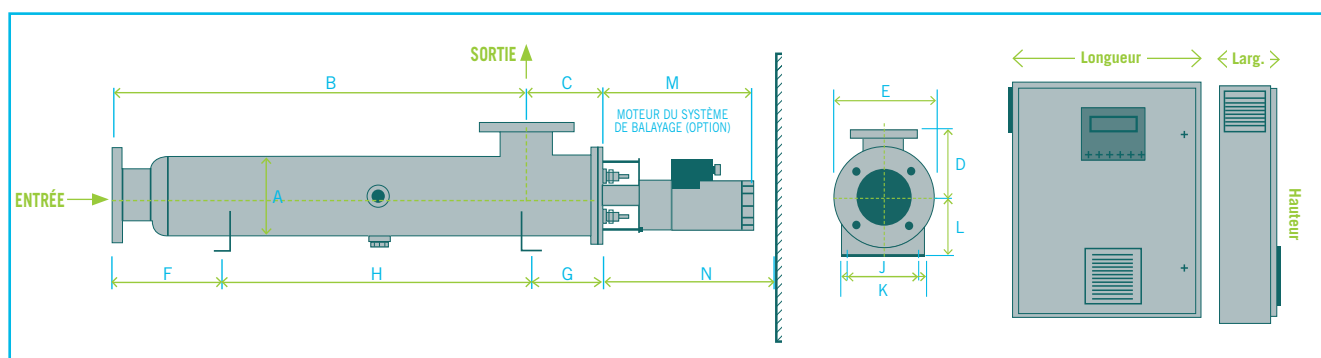 SORTIE
B
C
M
MOTEUR DU SYSTÈME
DE BALAYAGE (OPTION)
A
ENTRÉE
F
H
G
N
E
D
L
J
K
Longueur
Larg.
Hauteur